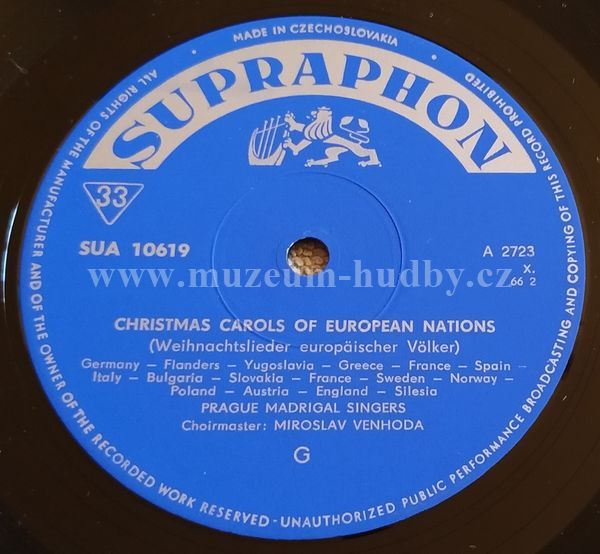 • MADE IN CZECHOSLOVAKIA •
ALL RIGHTS OF THE MANUFACTURER AND OF THE OWNER OF THE RECORDED WORK RESERVED - UNAUTHORIZED PUBLIC PERFORMANCE BROADCASTING AND COPYING OF THIS RECORD PROHIBITED
SUPRAPHON
33
SUA 10619
A 2723
X.
66 2
www.muzeum-hudby.cz
CHRISTMAS CAROLS OF EUROPEAN NATIONS
(Weihnachtslieder europäischer Völker)
Germany – Flanders – Yugoslavia – Greece – France – Spain –
Italy – Bulgaria – Slovakia – France – Sweden – Norway –
Poland – Austria – England – Silesia
PRAGUE MADRIGAL SINGERS
Choirmaster: MIROSLAV VENHODA
G